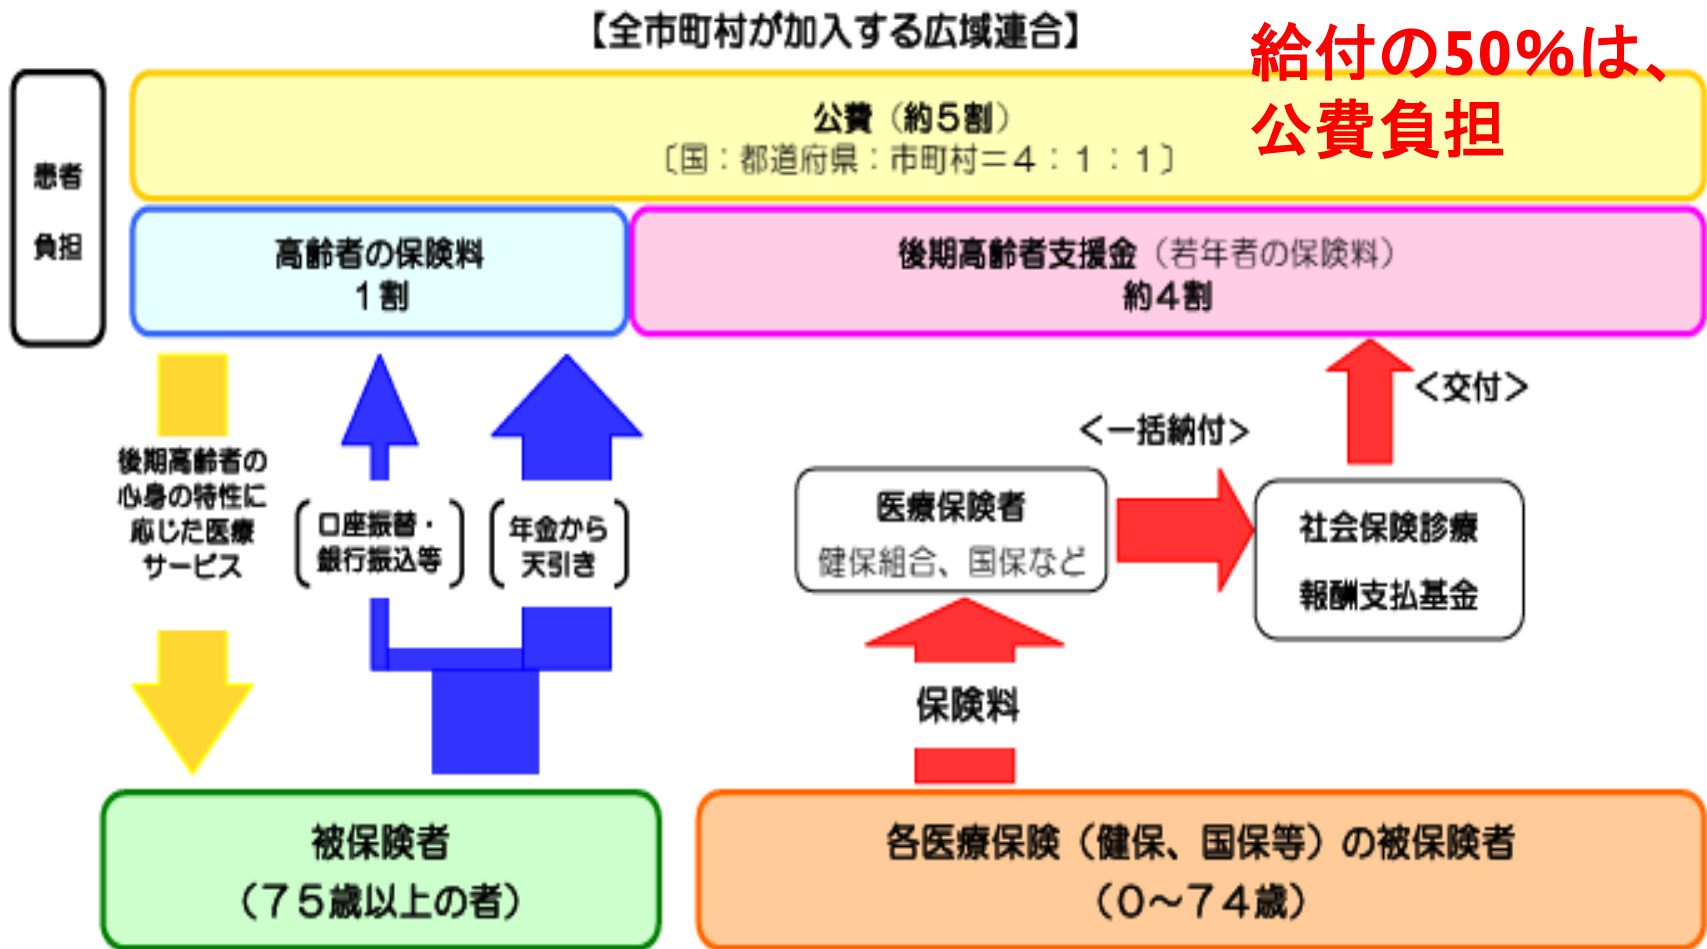 【全市町村が加入する広域連合】
給付の50%は、
公費負担
患者
負担
公費（約５割）
〔国：都道府県：市町村＝４：１：１〕
高齢者の保険料
１割
後期高齢者支援金（若年者の保険料）
約４割
＜交付＞
＜一括納付＞
後期高齢者の
心身の特性に
応じた医療
サービス
口座振替・
銀行振込等
年金から
天引き
医療保険者
健保組合、国保など
社会保険診療
報酬支払基金
保険料
被保険者
（７５歳以上の者）
各医療保険（健保、国保等）の被保険者
（０～７４歳）